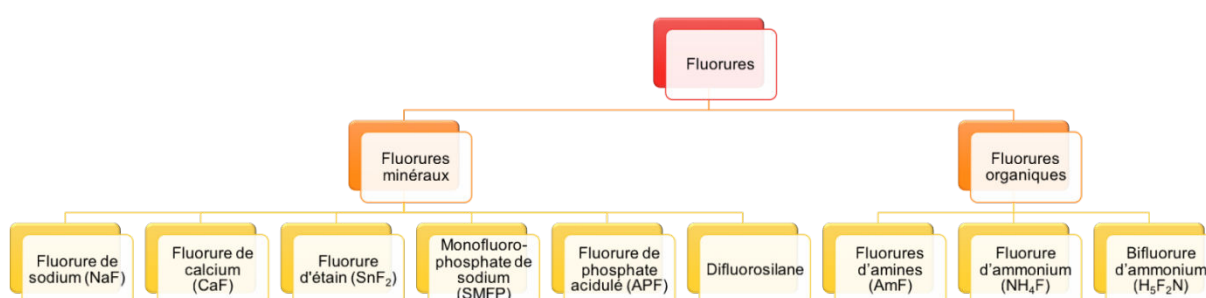 Fluorures
Fluorures
minéraux
Fluorures
organiques
Fluorure de
sodium (NaF)
Fluorure de
calcium (CaF)
Fluorure
d'étain (SnF₂)
Monofluoro-
phosphate de
sodium
(SMFP)
Fluorure de
phosphate
acidulé (APF)
Difluorosilane
Fluorures
d'amines
(AmF)
Fluorure
d'ammonium
(NH₄F)
Bifluorure
d'ammonium
(H₅F₂N)